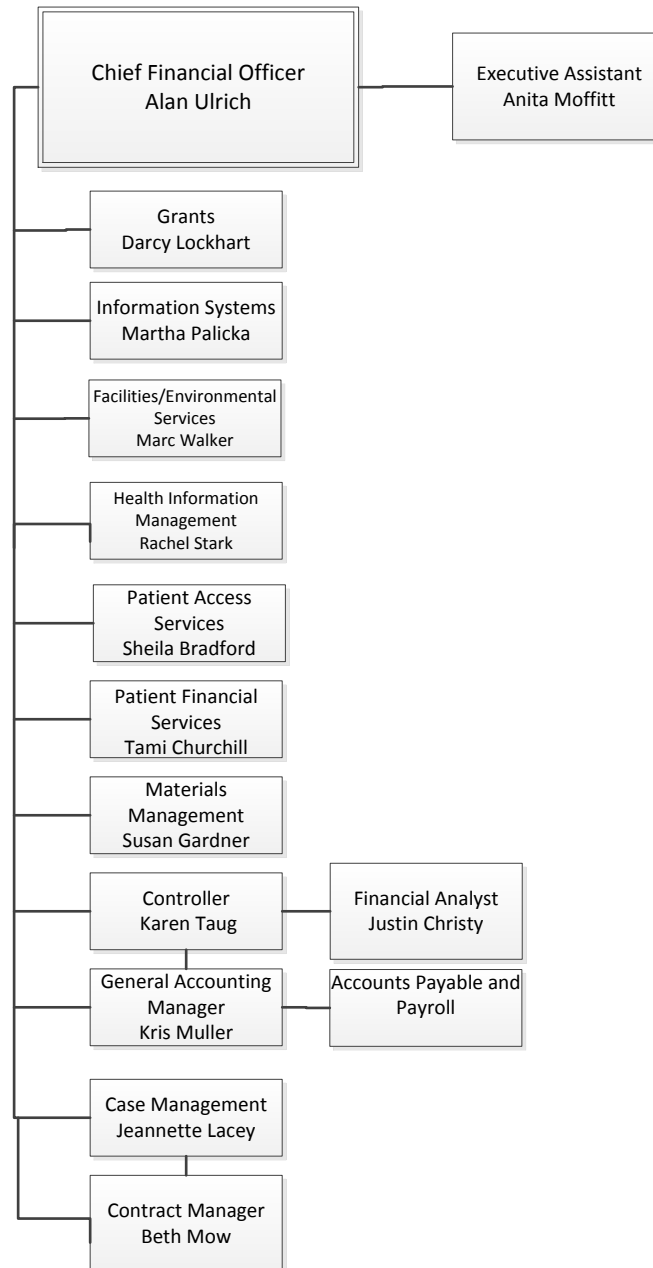 Chief Financial Officer
Alan Ulrich
Executive Assistant
Anita Moffitt
Grants
Darcy Lockhart
Information Systems
Martha Palicka
Facilities/Environmental
Services
Marc Walker
Health Information
Management
Rachel Stark
Patient Access
Services
Sheila Bradford
Patient Financial
Services
Tami Churchill
Materials
Management
Susan Gardner
Controller
Karen Taug
Financial Analyst
Justin Christy
General Accounting
Manager
Kris Muller
Accounts Payable and
Payroll
Case Management
Jeannette Lacey
Contract Manager
Beth Mow